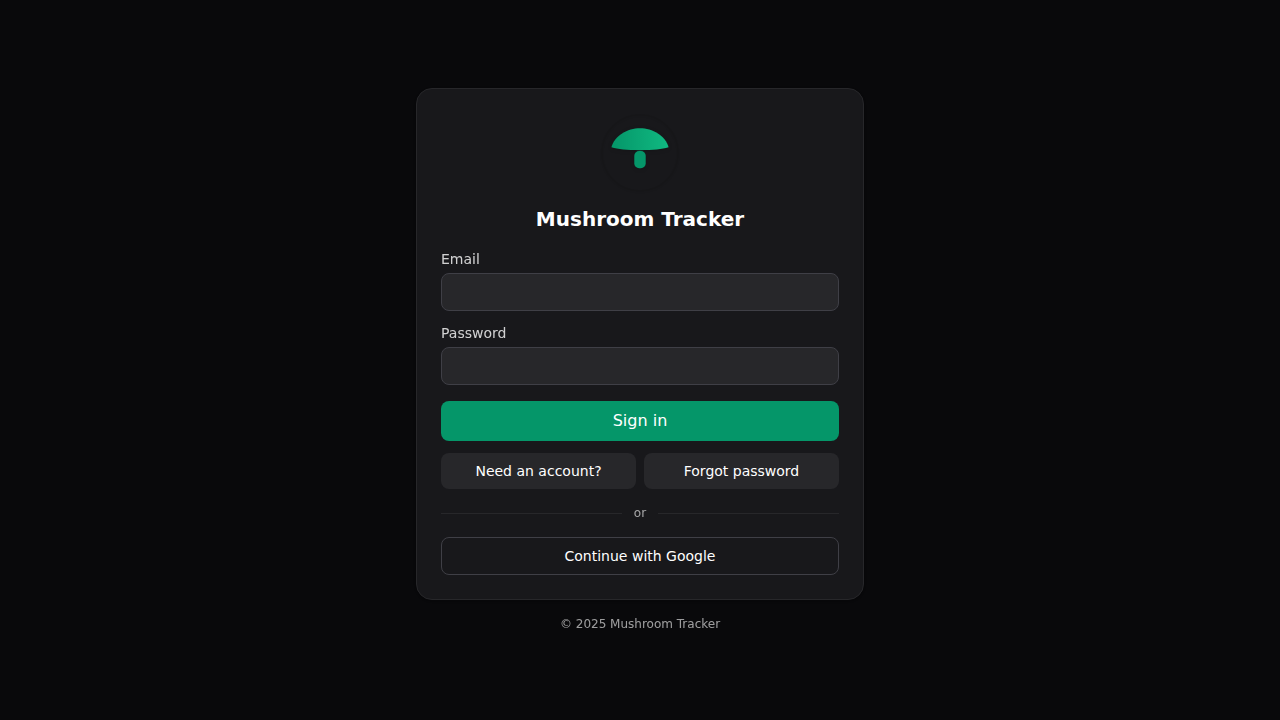 Mushroom Tracker
Email
Password
Sign in
Need an account?
Forgot password
or
Continue with Google
© 2025 Mushroom Tracker